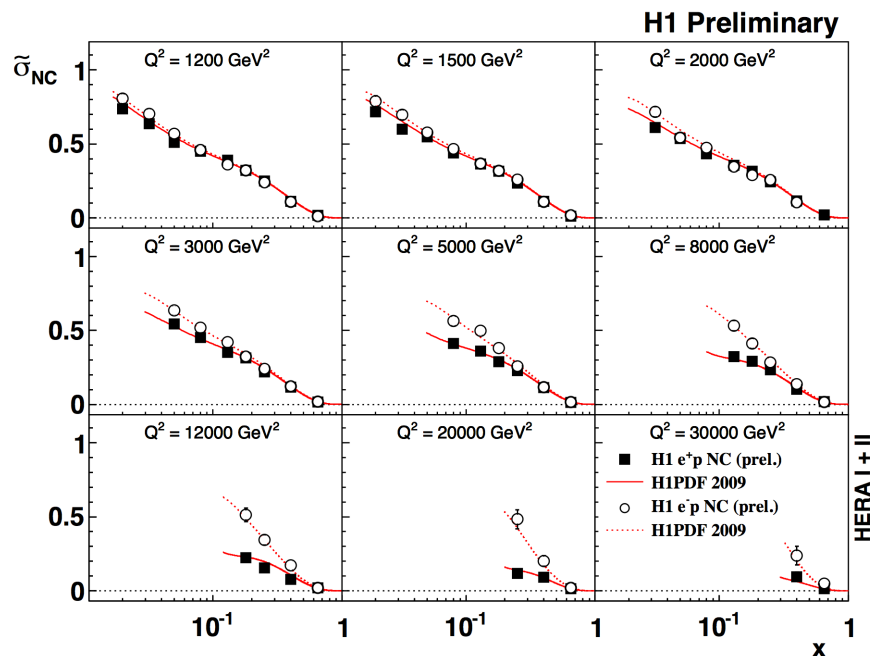 H1 Preliminary
σ̃NC
Q² = 1200 GeV²
Q² = 1500 GeV²
Q² = 2000 GeV²
1
0.5
0
Q² = 3000 GeV²
Q² = 5000 GeV²
Q² = 8000 GeV²
1
0.5
0
Q² = 12000 GeV²
Q² = 20000 GeV²
Q² = 30000 GeV²
1
0.5
0
H1 e⁺p NC (prel.)
H1PDF 2009
H1 e⁻p NC (prel.)
H1PDF 2009
HERA I + II
10⁻¹
1
10⁻¹
1
10⁻¹
1
x